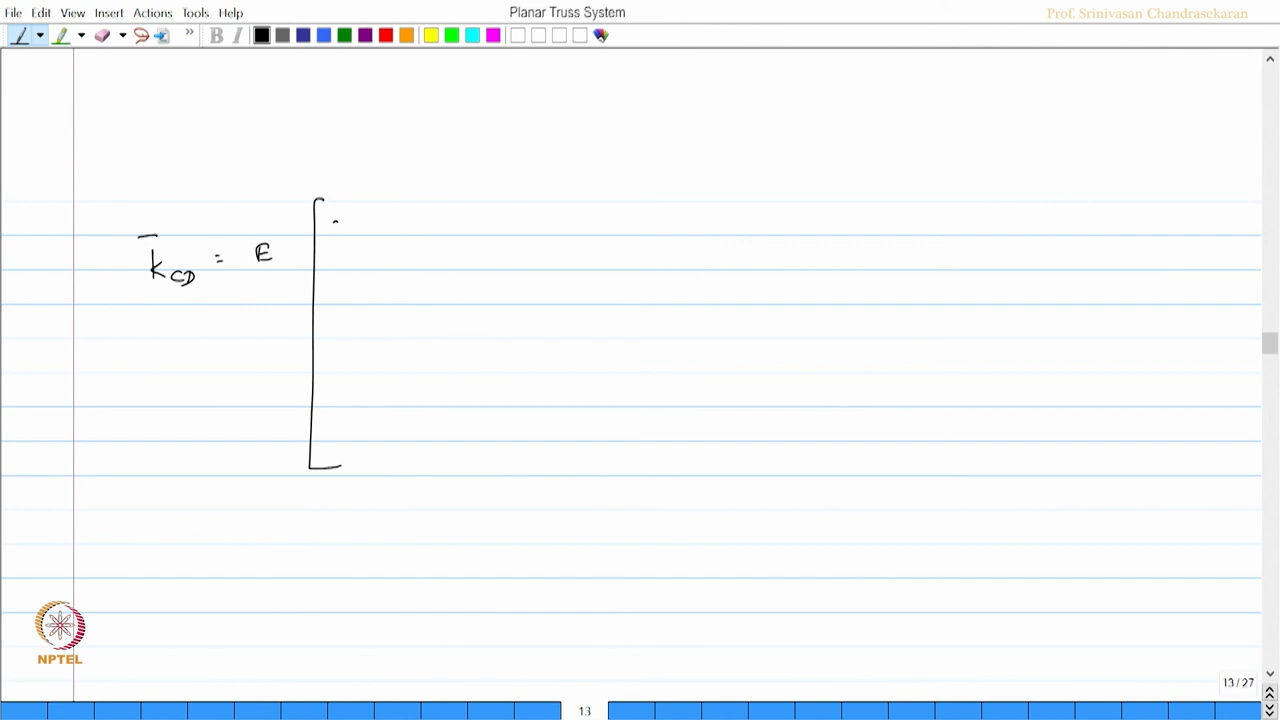 File Edit View Insert Actions Tools Help
Planar Truss System
Prof. Srinivasan Chandrasekaran
B I
k̅CD = E [
NPTEL
13 / 27
13